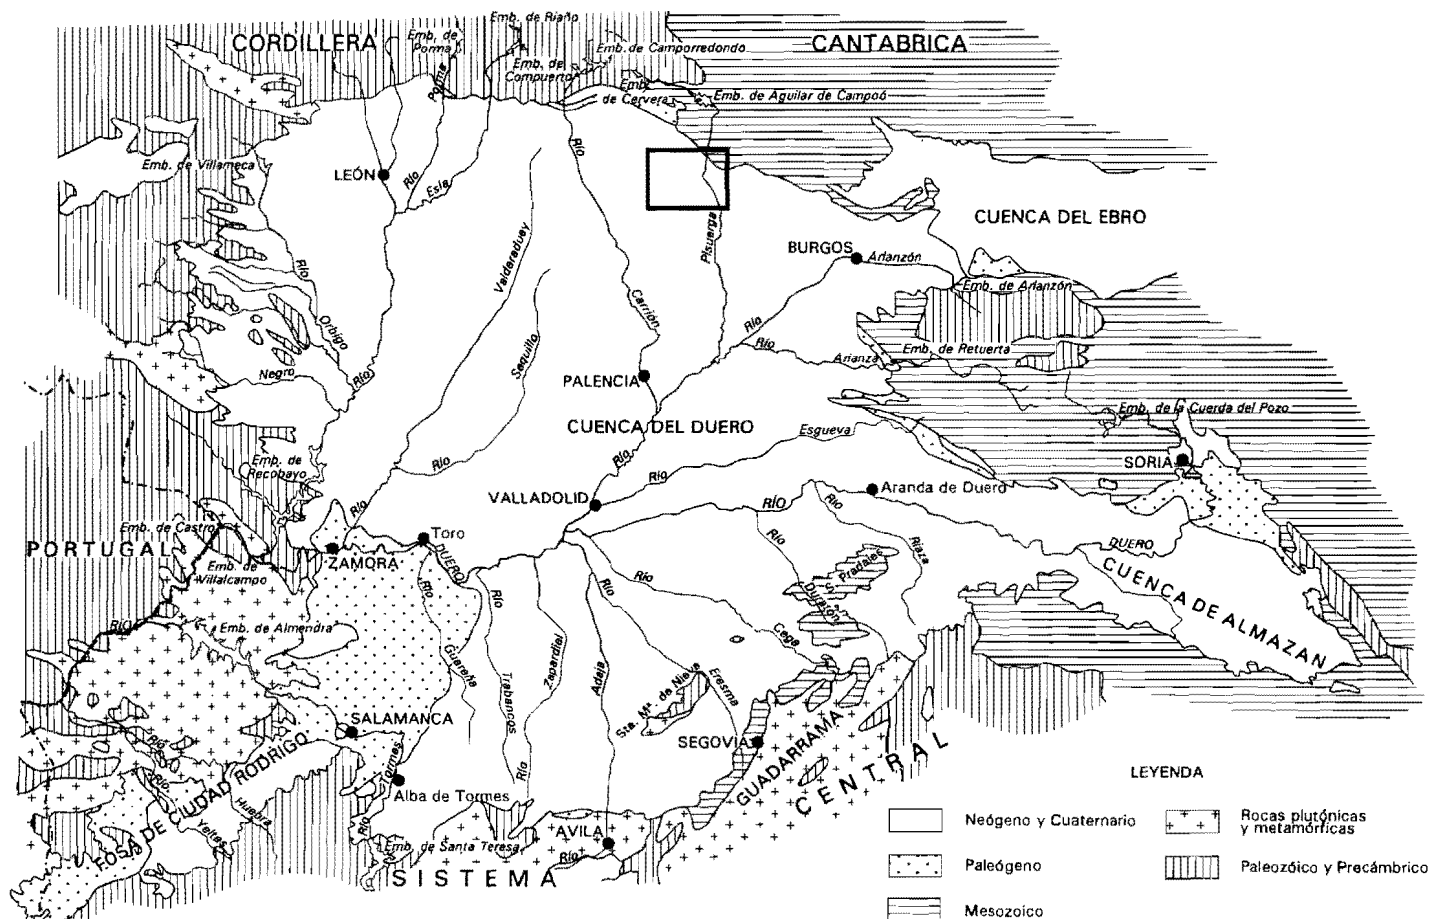 Emb. de Riaño
CORDILLERA
Emb. de
Porma
Emb. de Camporredondo
CANTABRICA
Emb. de
Compuerto
Porma
Emb.
de Cervera
Emb. de Aguilar de Campoó
Emb. de Villameca
LEÓN
Río
Esla
Río
CUENCA DEL EBRO
Pisuerga
BURGOS
Arlanzón
Valderaduey
Río
Orbigo
Carrión
Emb. de Arlanzón
Río
Río
Arlanza
Emb. de Retuerta
Sequillo
Negro
Río
PALENCIA
Emb. de la Cuerda del Pozo
CUENCA DEL DUERO
Esgueva
Emb. de
Recobayo
Río
Río
Río
SORIA
VALLADOLID
Aranda de Duero
RÍO
Río
Río
Emb. de Castro
Toro
PORTUGAL
ZAMORA
DUERO
Río
Riaza
DUERO
Emb. de
Villalcampo
CUENCA DE ALMAZAN
Río
Río
Río
S. Pradales
Duratón
RÍO
Emb. de Almendra
Cega
Guareña
Trabancos
Zapardiel
Adaja
Sta. Mª de Nieva
Eresma
SALAMANCA
SEGOVIA
GUADARRAMA
CENTRAL
Río
Río
Tormes
Río
Alba de Tormes
Huebra
Yeltes
FOSA DE CIUDAD RODRIGO
Río
Emb. de Santa Teresa
AVILA
Río
SISTEMA
LEYENDA
Neógeno y Cuaternario
Rocas plutónicas
y metamórficas
Paleógeno
Paleozóico y Precámbrico
Mesozoico